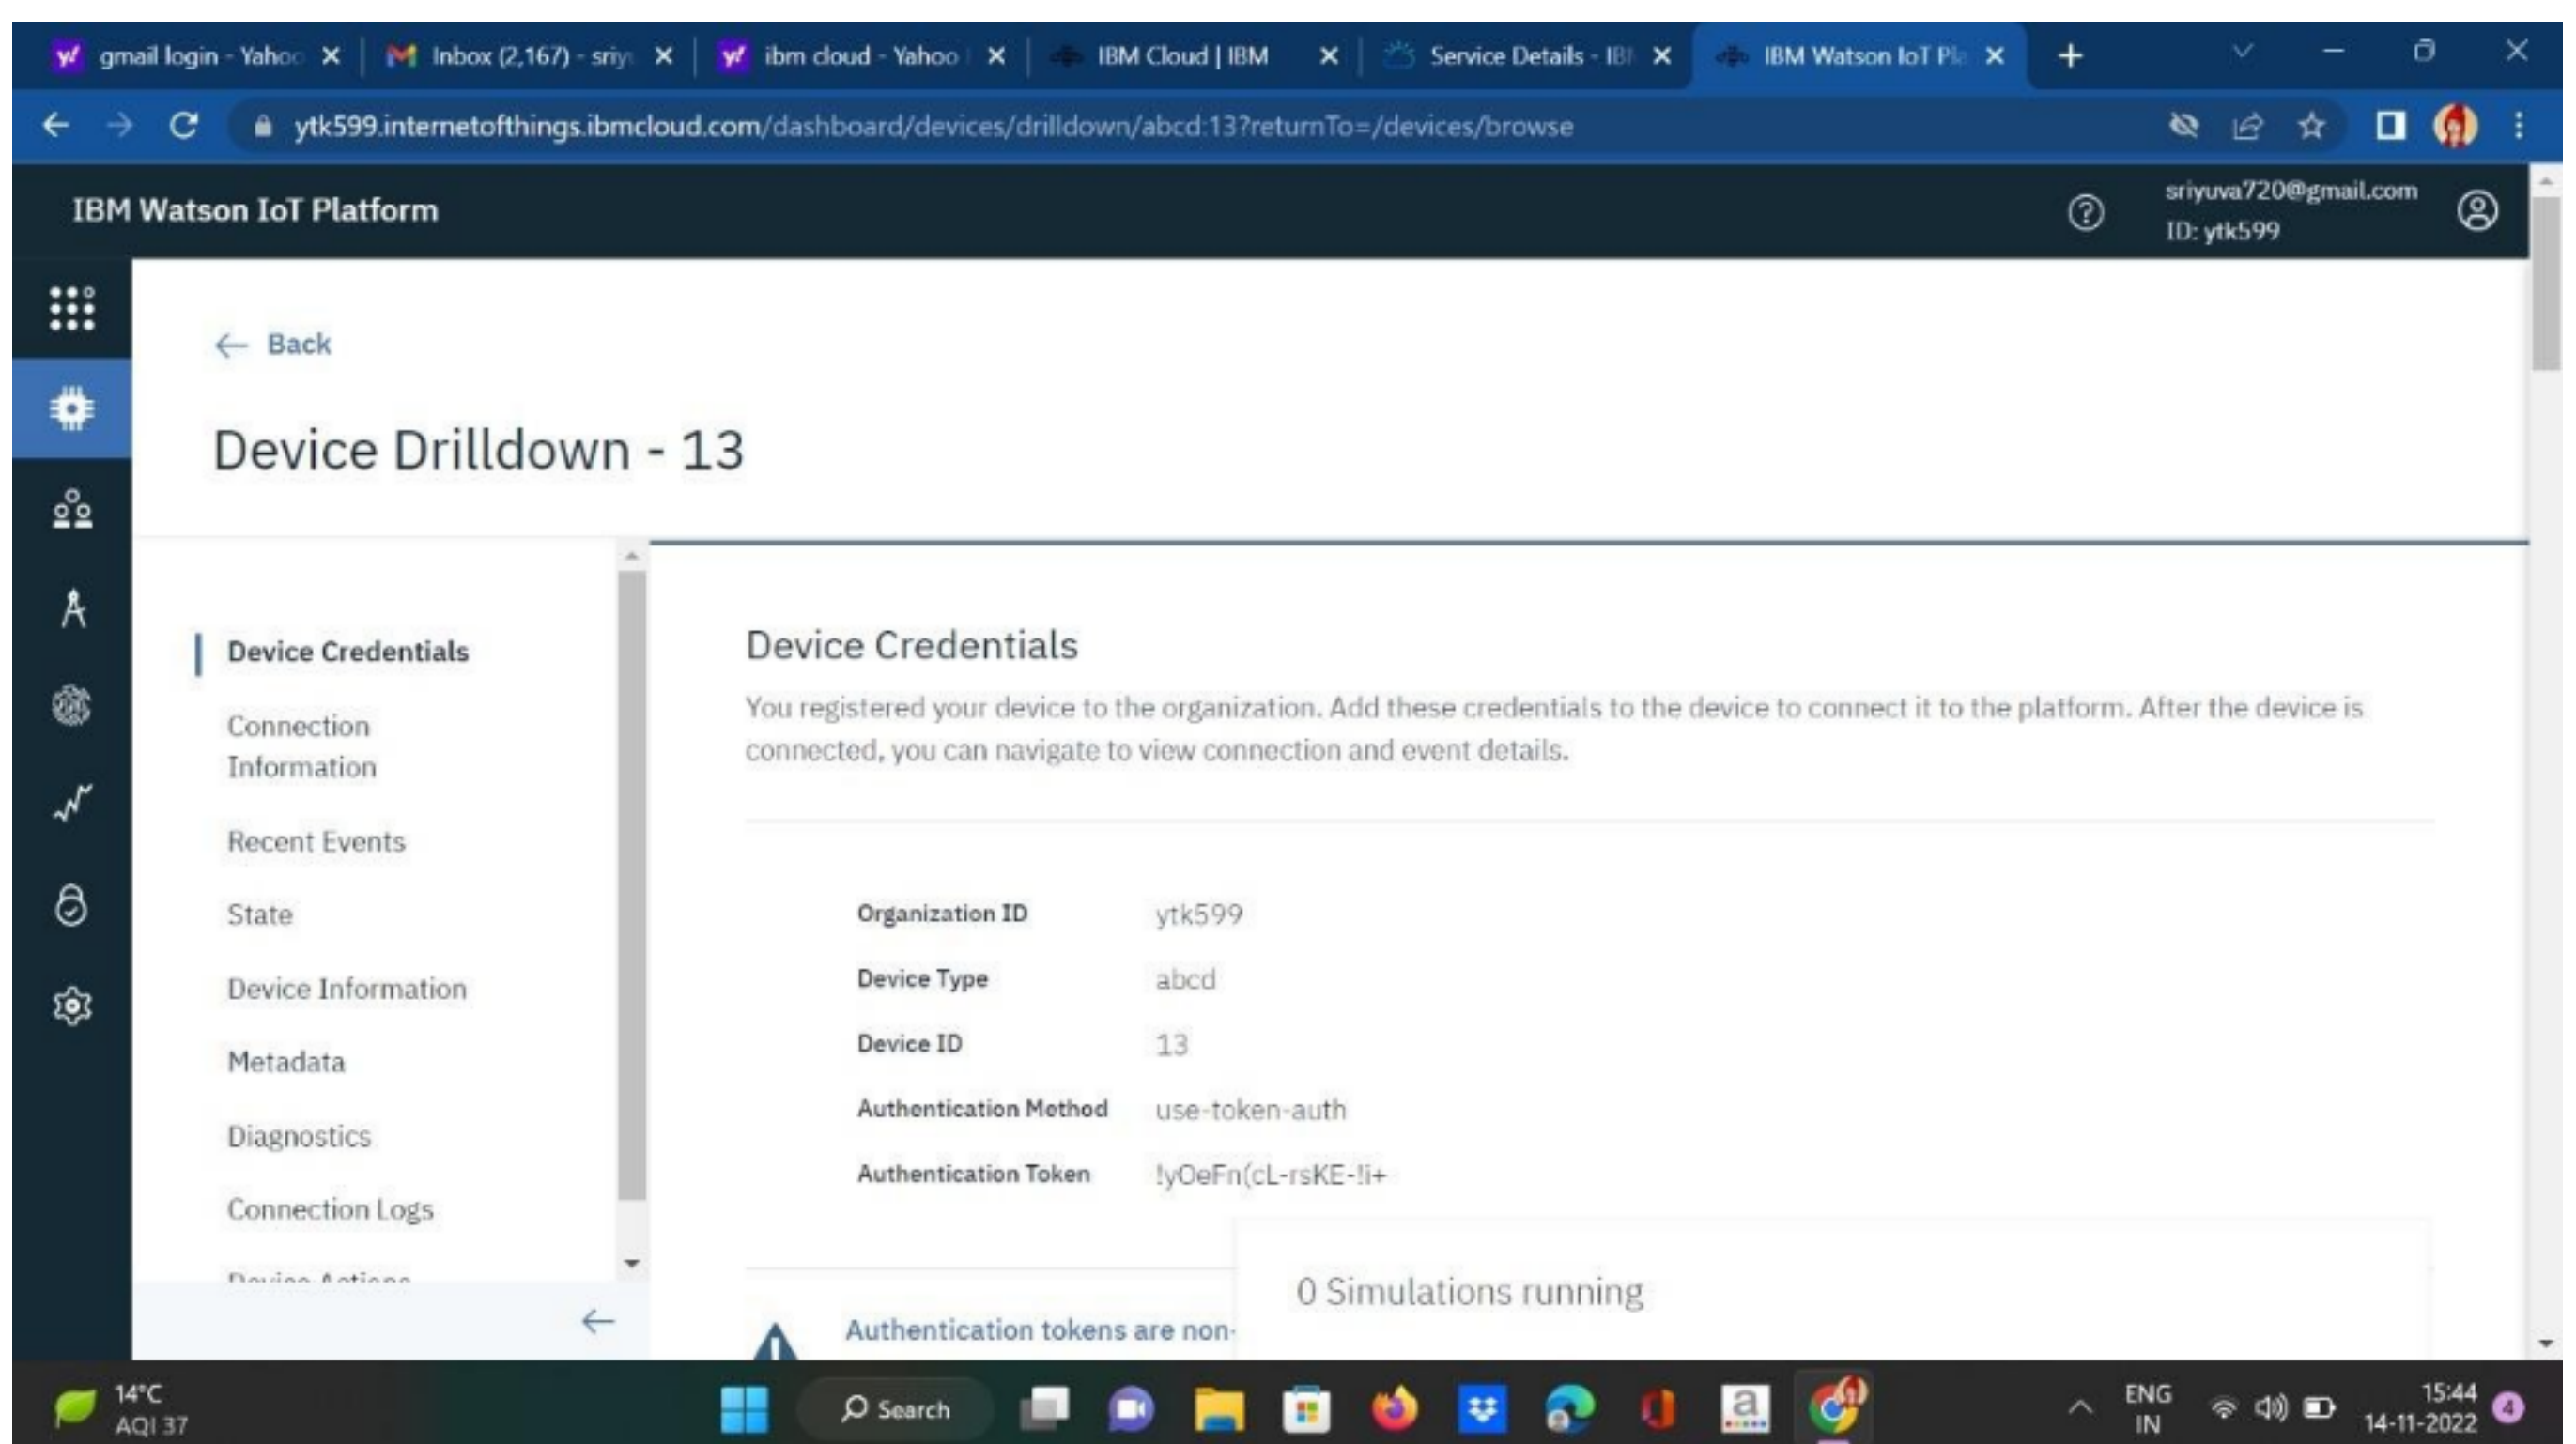 gmail login - Yahoo
Inbox (2,167) - sriy
ibm cloud - Yahoo
IBM Cloud | IBM
Service Details - IB
IBM Watson IoT Pla
ytk599.internetofthings.ibmcloud.com/dashboard/devices/drilldown/abcd:13?returnTo=/devices/browse
IBM Watson IoT Platform
sriyuva720@gmail.com
ID: ytk599
Back
Device Drilldown - 13
Device Credentials
Connection
Information
Recent Events
State
Device Information
Metadata
Diagnostics
Connection Logs
Device Actions
Device Credentials
You registered your device to the organization. Add these credentials to the device to connect it to the platform. After the device is
connected, you can navigate to view connection and event details.
Organization ID ytk599
Device Type abcd
Device ID 13
Authentication Method use-token-auth
Authentication Token !yOeFn(cL-rsKE-!i+
Authentication tokens are non-
0 Simulations running
14°C
AQI 37
Search
a
ENG
IN
15:44
14-11-2022
4